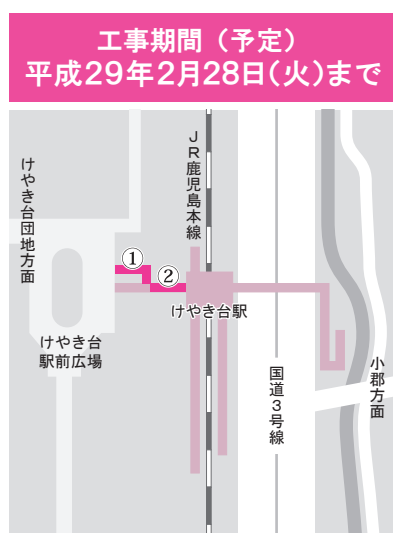 工事期間（予定）
平成29年2月28日(火)まで
けやき台団地方面
JR鹿児島本線
①
②
けやき台駅
けやき台
駅前広場
国道3号線
小郡方面